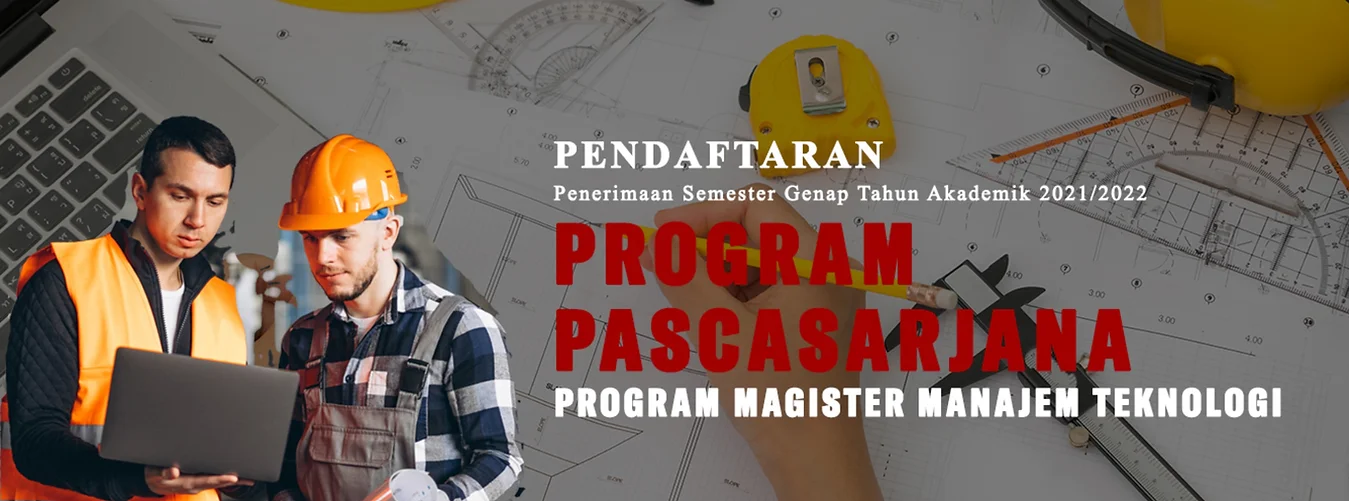 PENDAFTARAN
Penerimaan Semester Genap Tahun Akademik 2021/2022
PROGRAM
PASCASARJANA
PROGRAM MAGISTER MANAJEM TEKNOLOGI